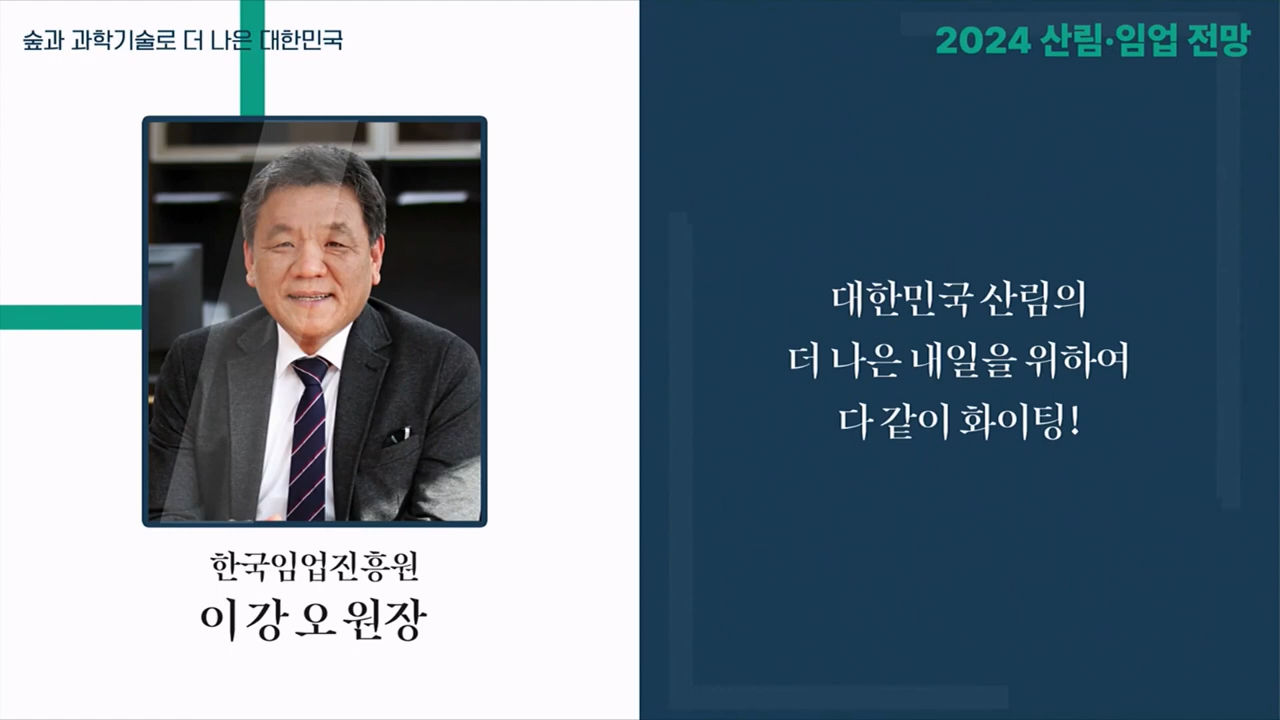 숲과 과학기술로 더 나은 대한민국
2024 산림·임업 전망
한국임업진흥원
이강오 원장
대한민국 산림의
더 나은 내일을 위하여
다 같이 화이팅!